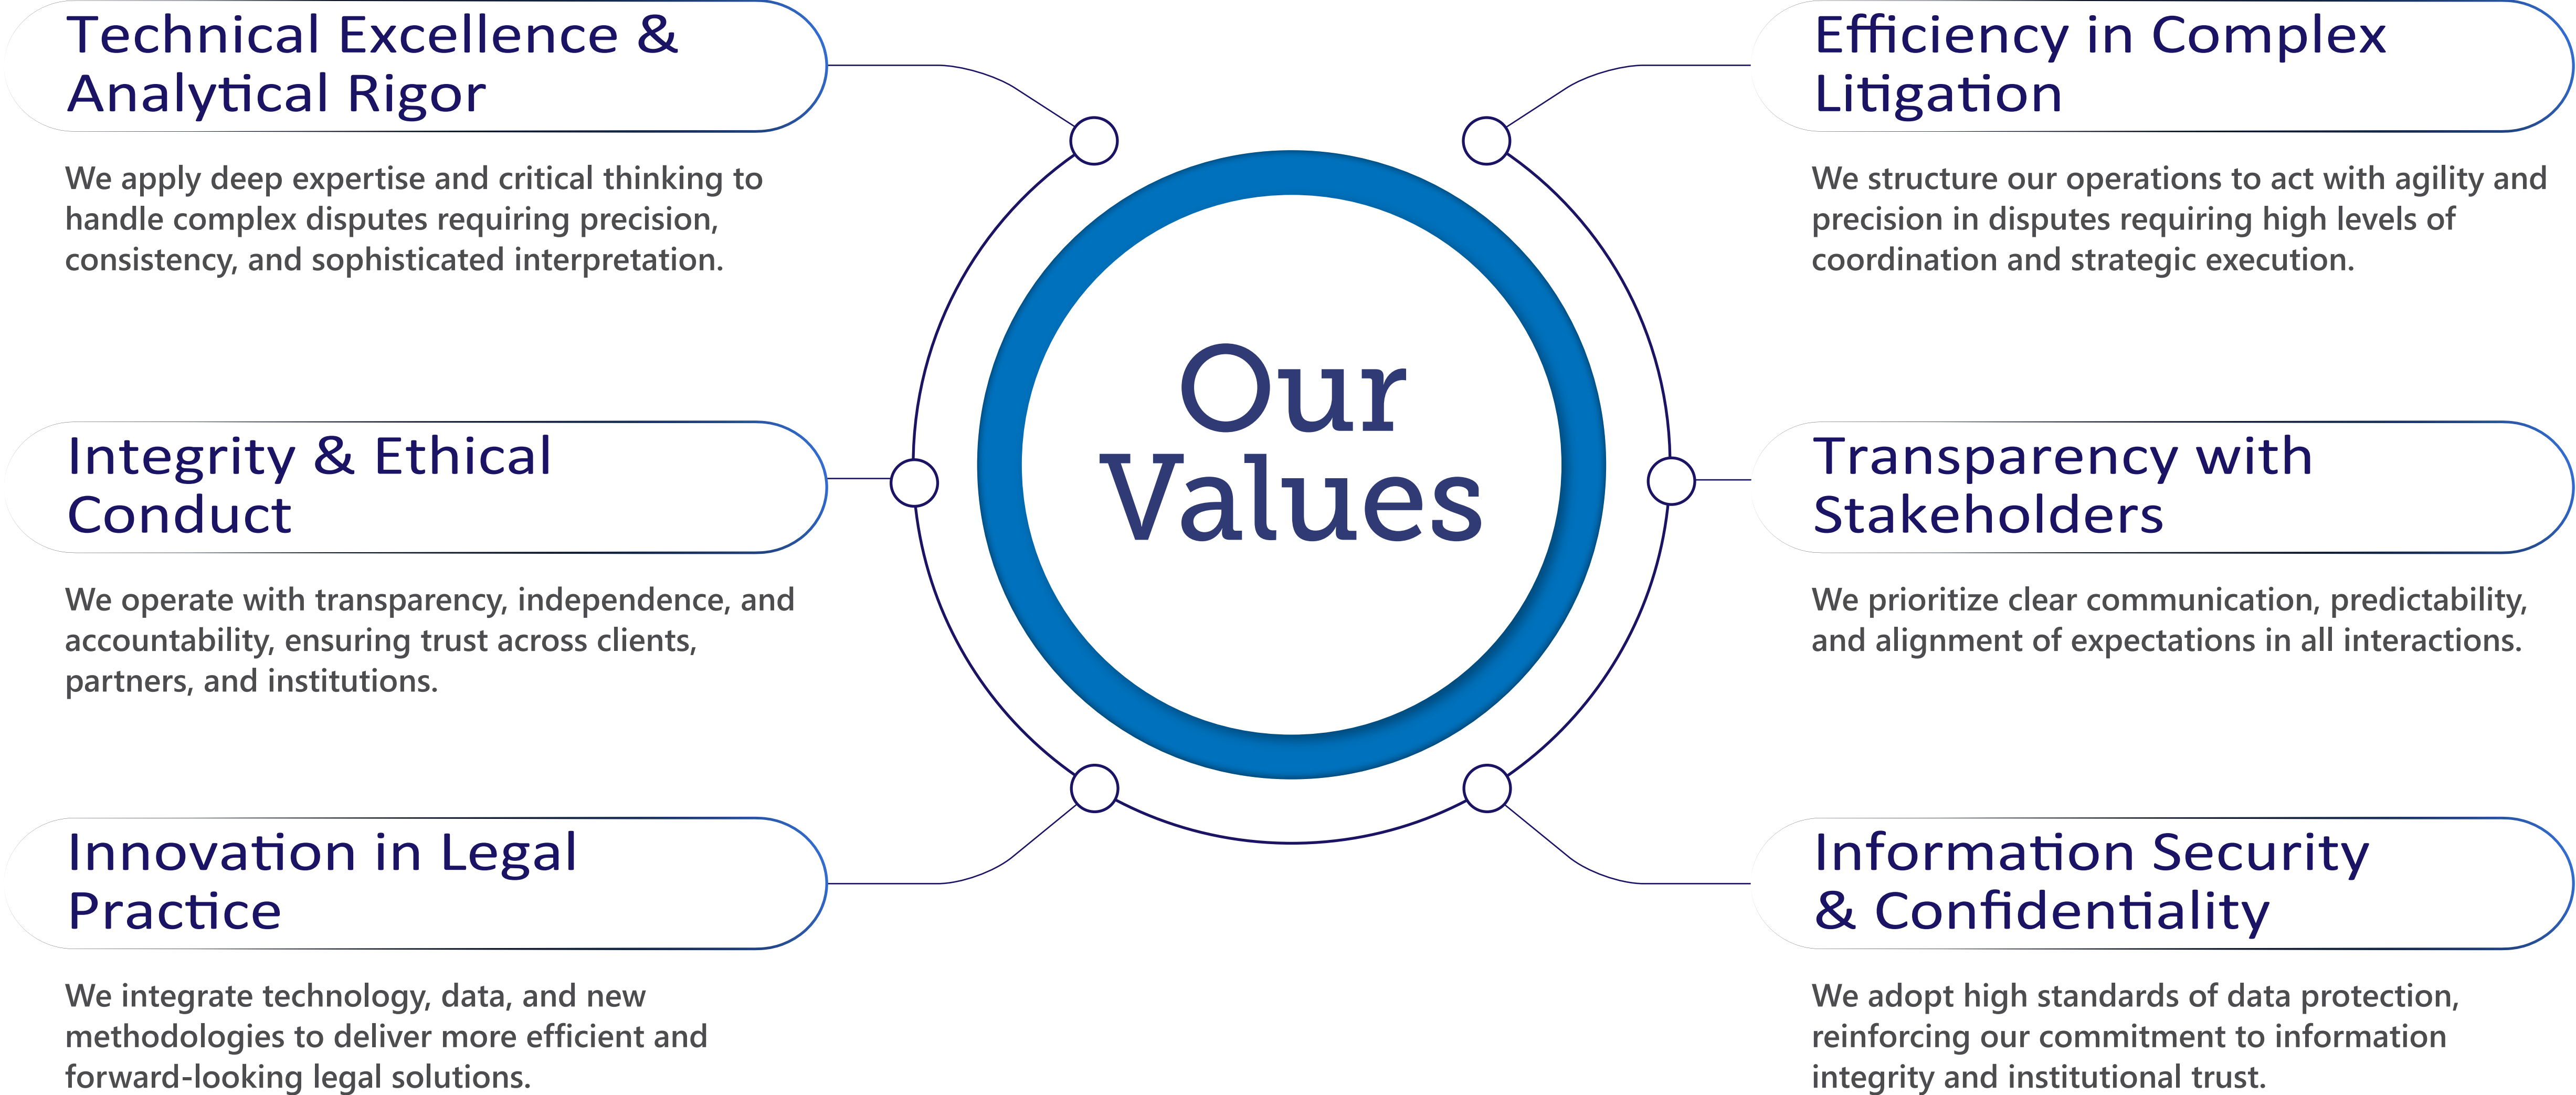 Technical Excellence &
Analytical Rigor
We apply deep expertise and critical thinking to
handle complex disputes requiring precision,
consistency, and sophisticated interpretation.
Integrity & Ethical
Conduct
We operate with transparency, independence, and
accountability, ensuring trust across clients,
partners, and institutions.
Innovation in Legal
Practice
We integrate technology, data, and new
methodologies to deliver more efficient and
forward-looking legal solutions.
Our
Values
Efficiency in Complex
Litigation
We structure our operations to act with agility and
precision in disputes requiring high levels of
coordination and strategic execution.
Transparency with
Stakeholders
We prioritize clear communication, predictability,
and alignment of expectations in all interactions.
Information Security
& Confidentiality
We adopt high standards of data protection,
reinforcing our commitment to information
integrity and institutional trust.